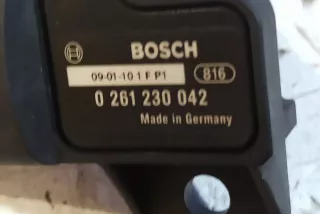 BOSCH
09-01-10 1 F P1 816
0 261 230 042
Made in Germany